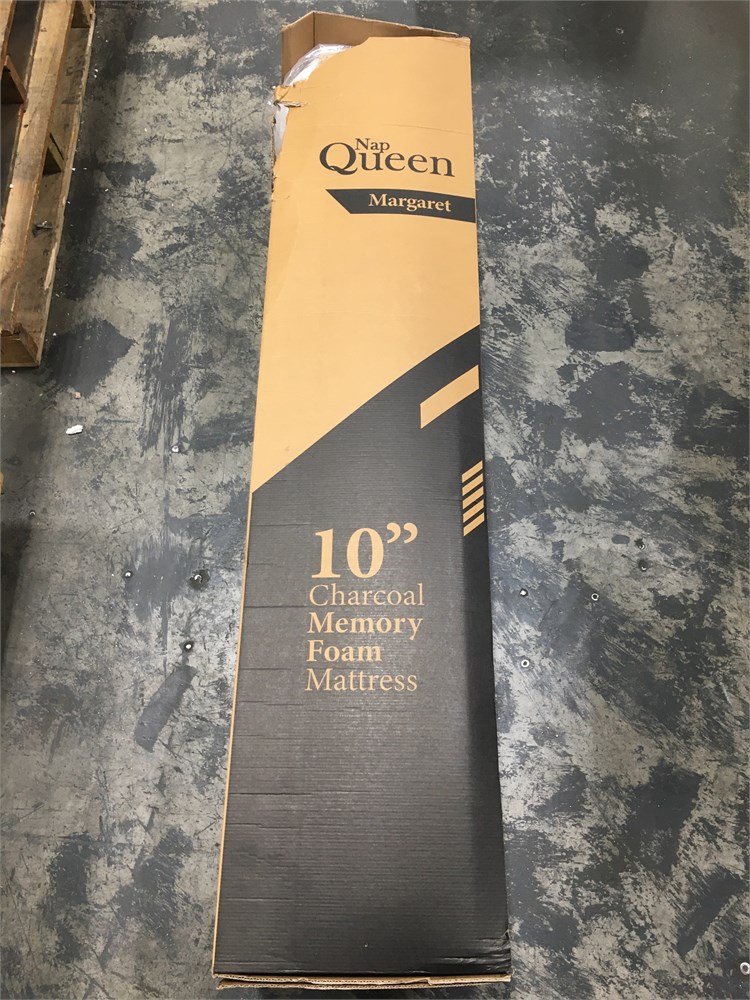 Nap
Queen
Margaret
10”
Charcoal
Memory
Foam
Mattress